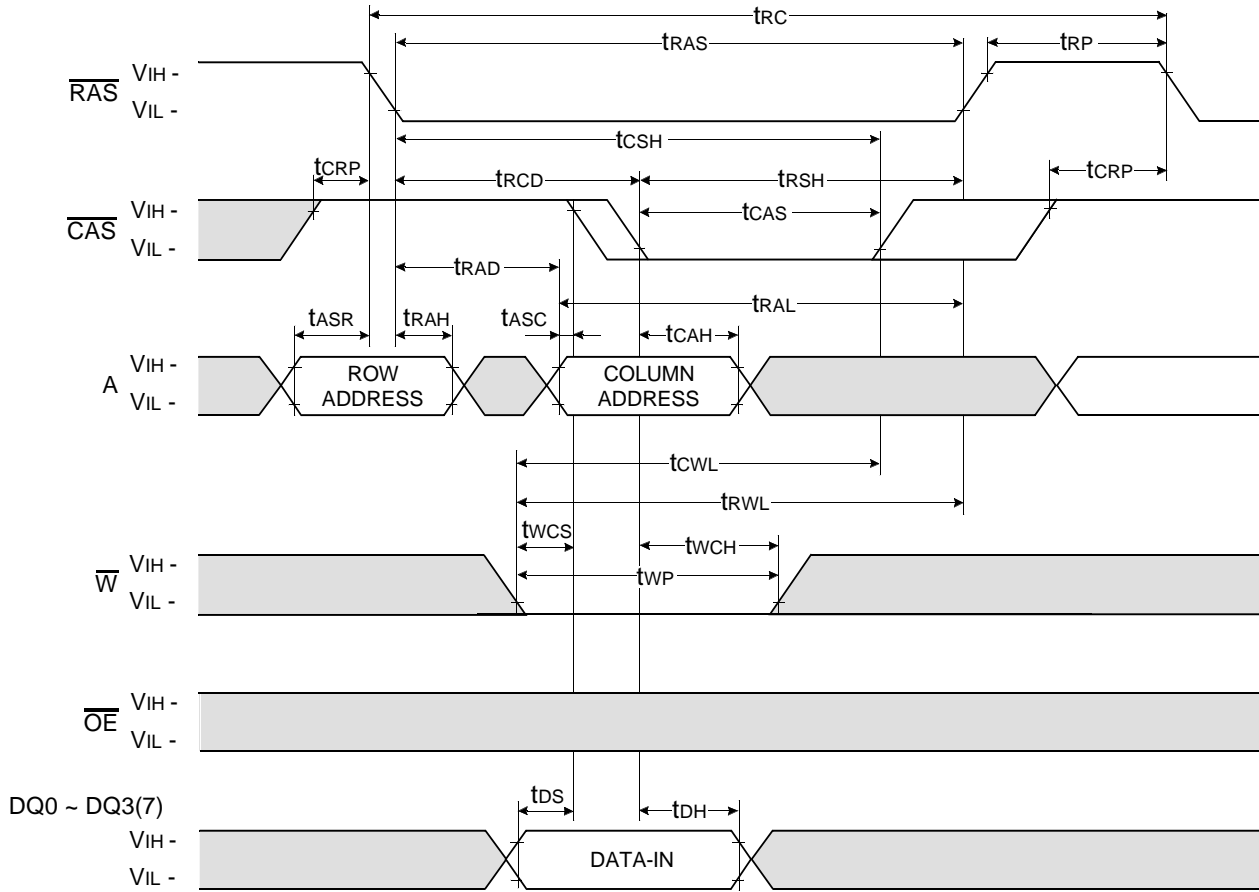 tRC
tRAS
tRP
RAS
VIH -
VIL -
tCSH
tCRP
tRCD
tRSH
tCRP
CAS
VIH -
VIL -
tCAS
tRAD
tRAL
tASR
tRAH
tASC
tCAH
A
VIH -
VIL -
ROW
ADDRESS
COLUMN
ADDRESS
tCWL
tRWL
tWCS
tWCH
W
VIH -
VIL -
tWP
OE
VIH -
VIL -
DQ0 ~ DQ3(7)
tDS
tDH
VIH -
VIL -
DATA-IN